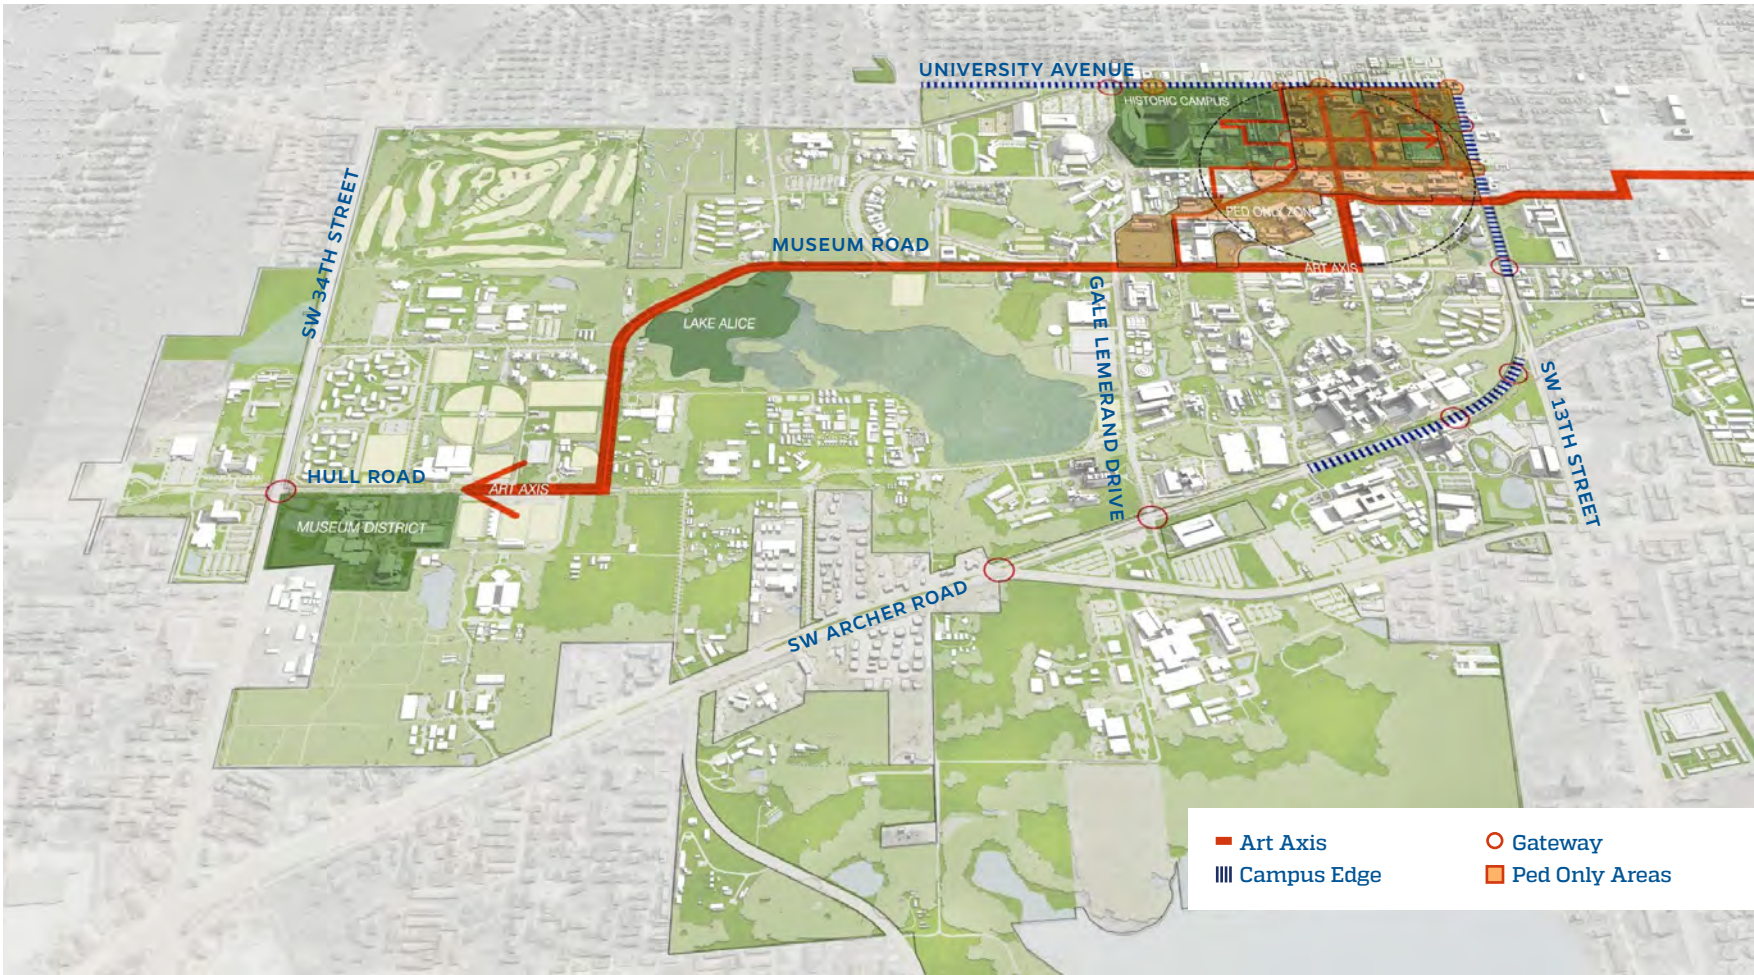 UNIVERSITY AVENUE
HISTORIC CAMPUS
SW 34TH STREET
PED ONLY ZONE
MUSEUM ROAD
ART AXIS
LAKE ALICE
GALE LEMERAND DRIVE
SW 13TH STREET
HULL ROAD
ART AXIS
MUSEUM DISTRICT
SW ARCHER ROAD
Art Axis
Gateway
Campus Edge
Ped Only Areas